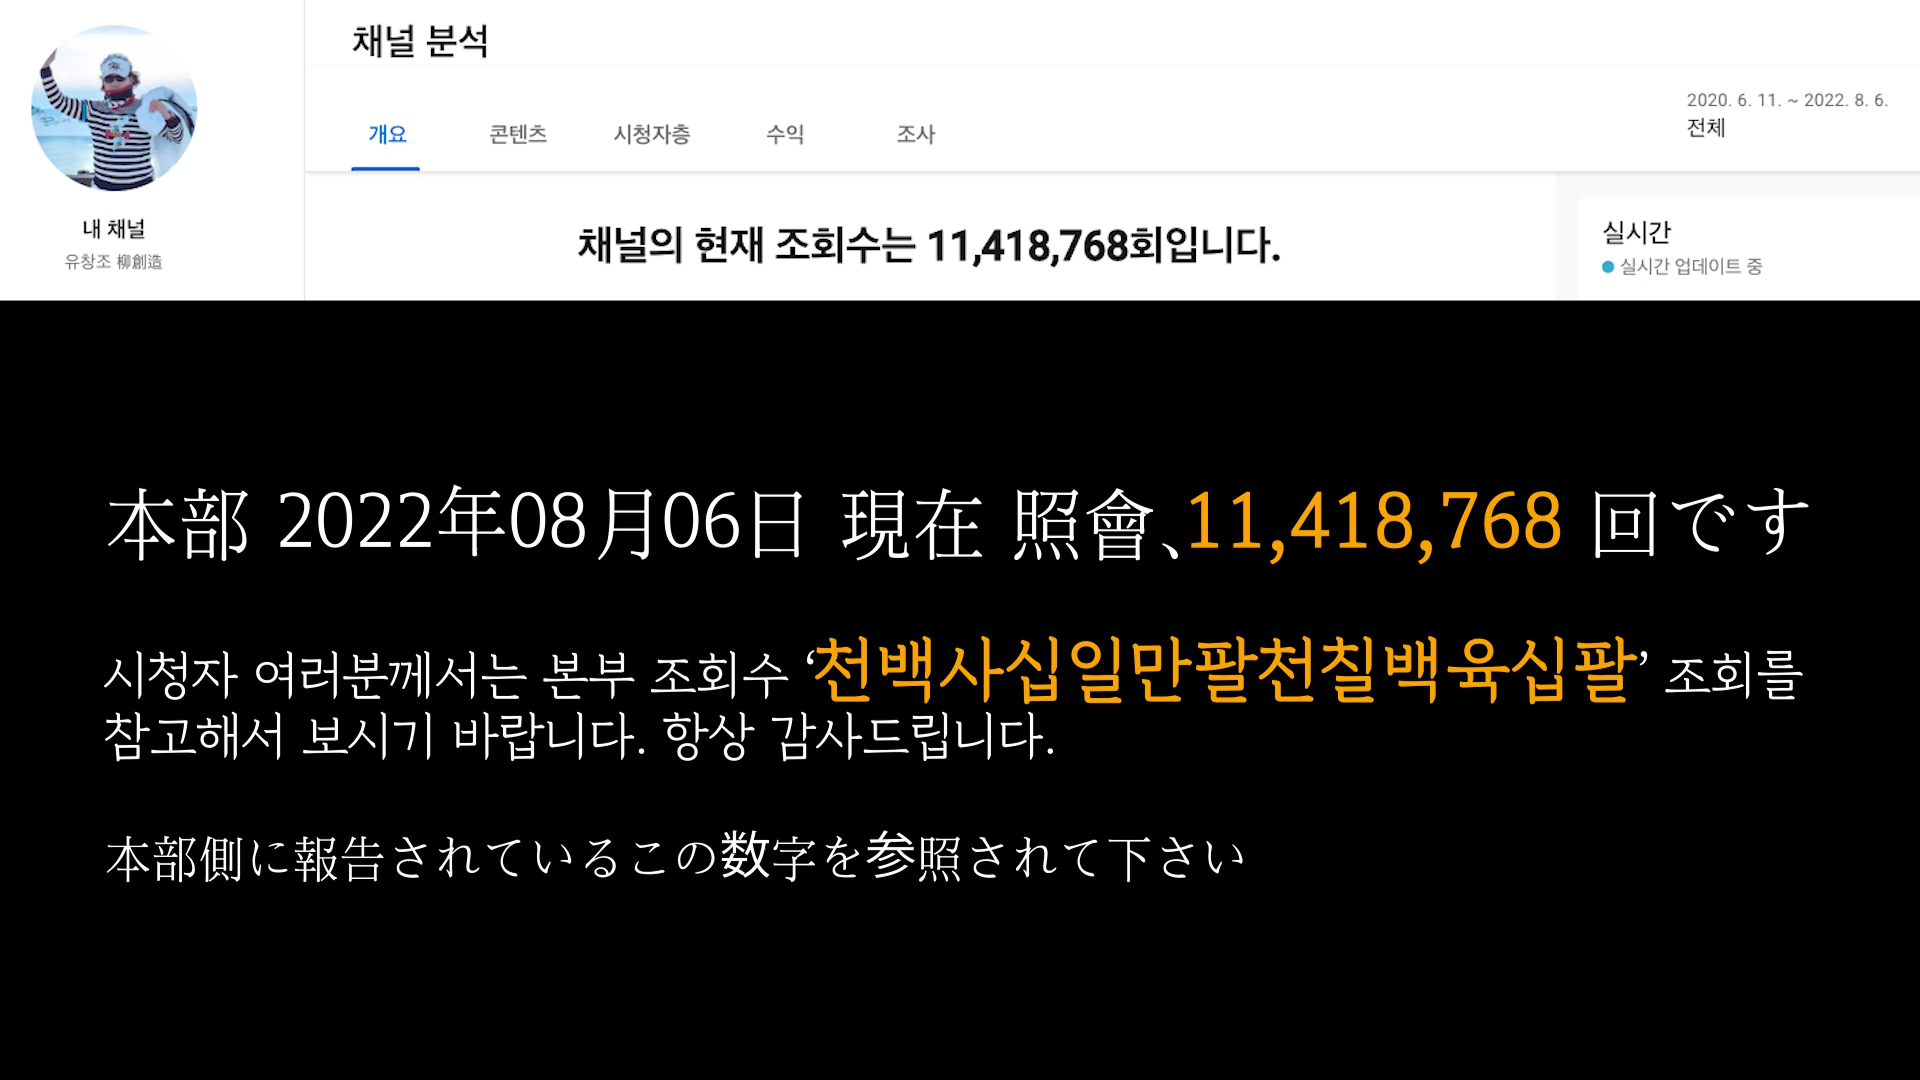 채널 분석
2020. 6. 11. ~ 2022. 8. 6.
전체
개요 콘텐츠 시청자층 수익 조사
내 채널
유창조 柳創造
채널의 현재 조회수는 11,418,768회입니다.
실시간
실시간 업데이트 중
本部 2022年08月06日 現在 照會、11,418,768 回です
시청자 여러분께서는 본부 조회수 ‘천백사십일만팔천칠백육십팔’ 조회를
참고해서 보시기 바랍니다. 항상 감사드립니다.
本部側に報告されているこの数字を参照されて下さい